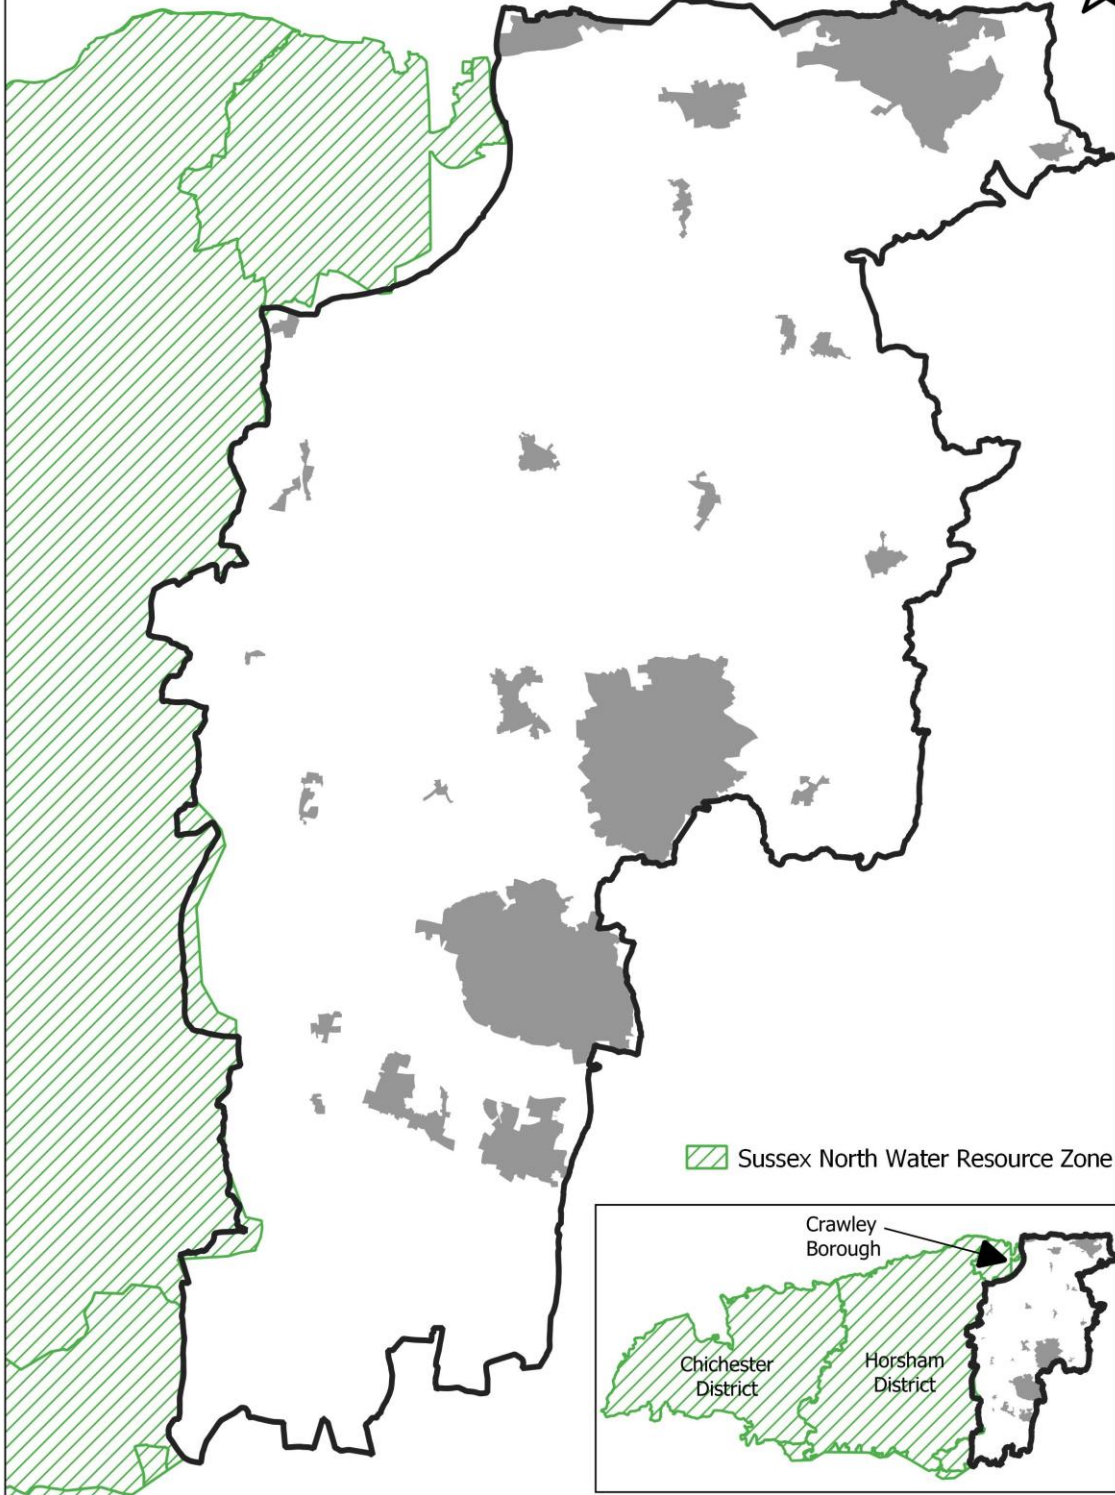 Sussex North Water Resource Zone
Crawley
Borough
Chichester
District
Horsham
District